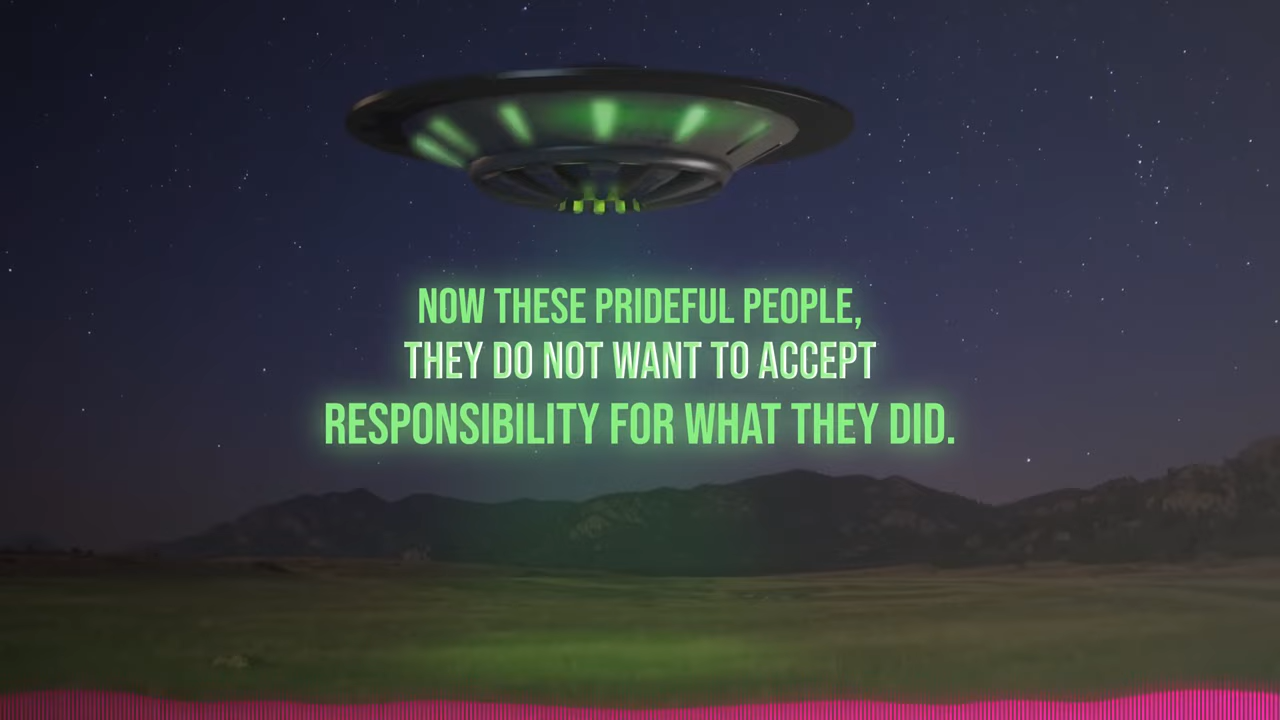 NOW THESE PRIDEFUL PEOPLE,
THEY DO NOT WANT TO ACCEPT
RESPONSIBILITY FOR WHAT THEY DID.